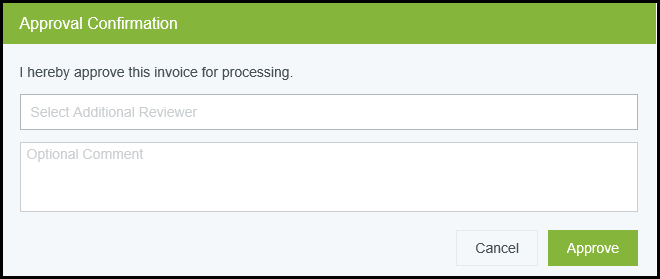 Approval Confirmation
I hereby approve this invoice for processing.
Select Additional Reviewer
Optional Comment
Cancel Approve